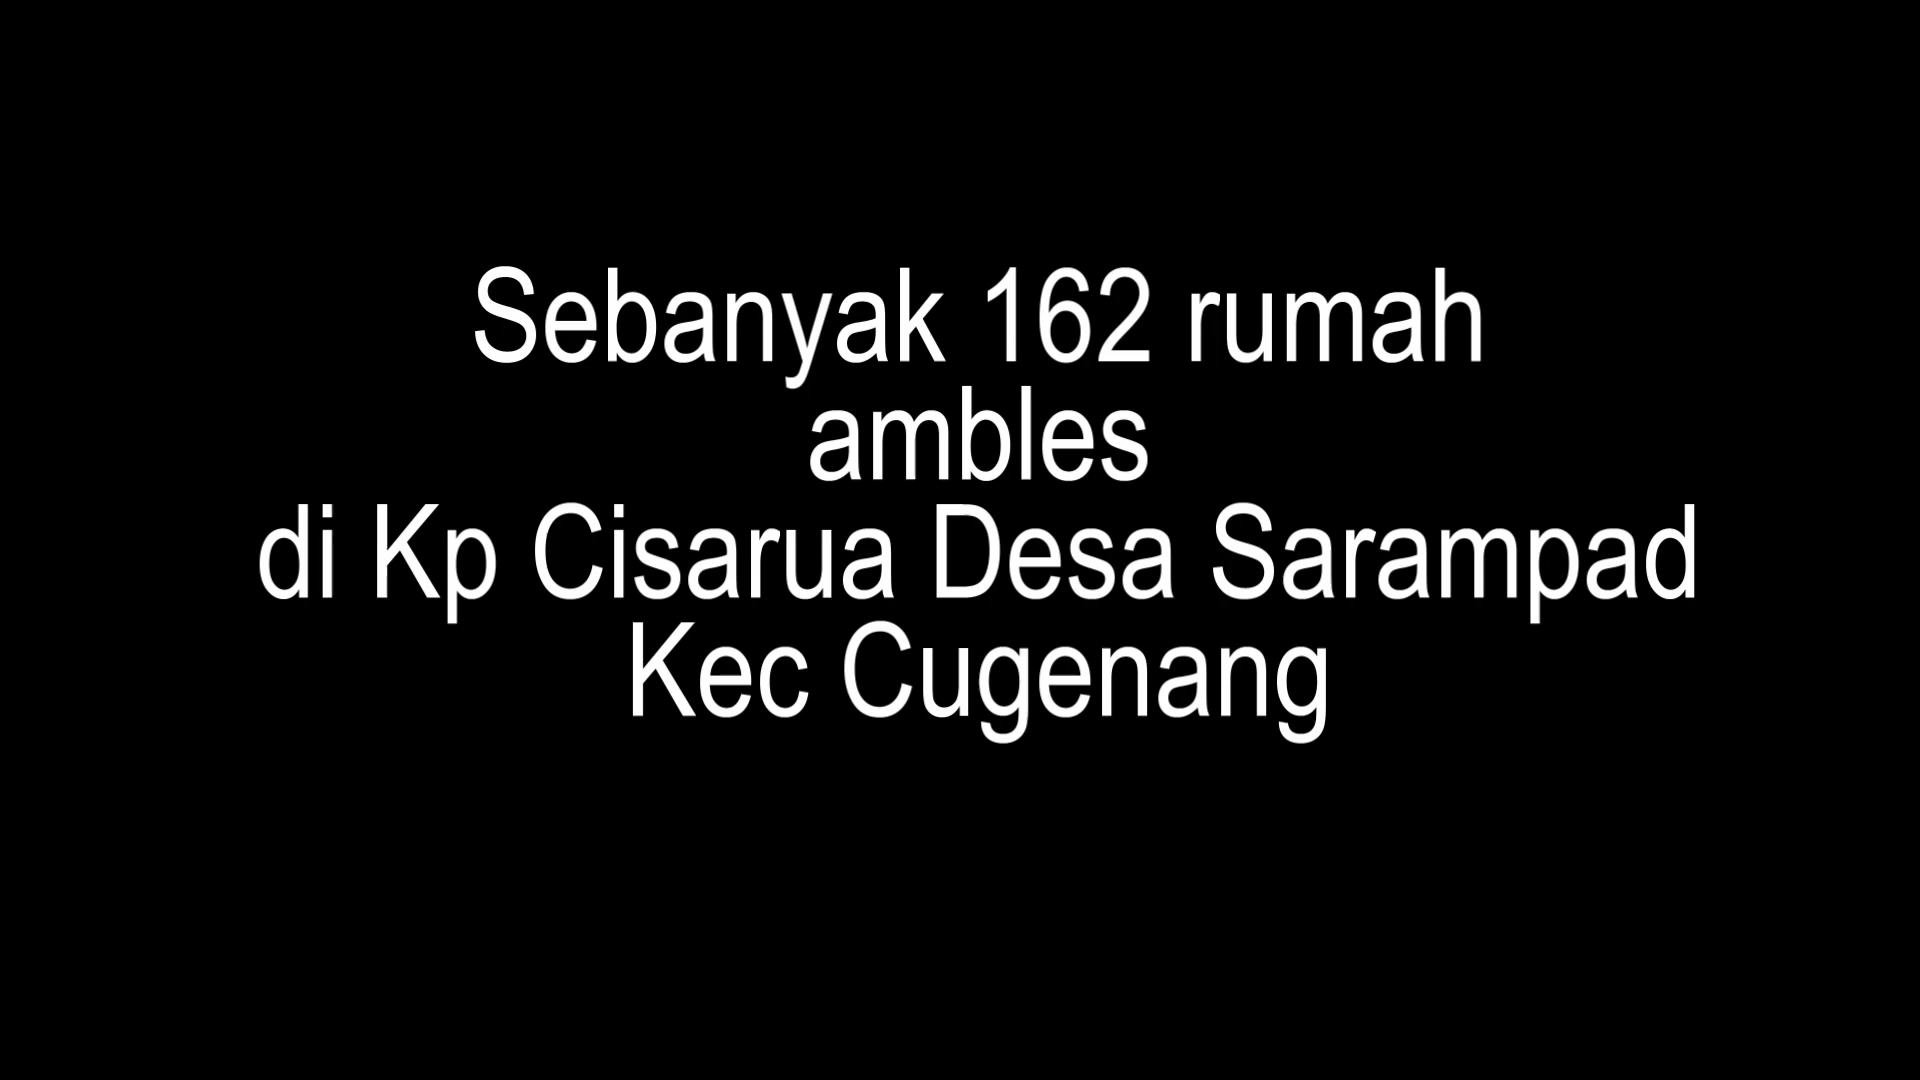 Sebanyak 162 rumah
ambles
di Kp Cisarua Desa Sarampad
Kec Cugenang